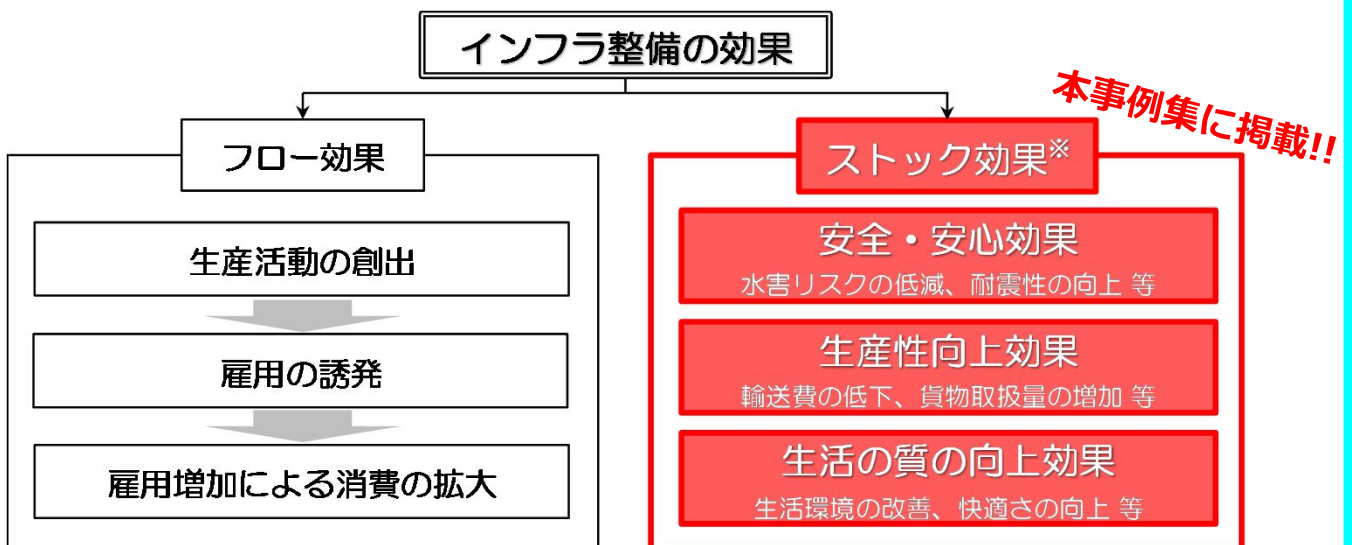 インフラ整備の効果
本事例集に掲載!!
フロー効果
生産活動の創出
雇用の誘発
雇用増加による消費の拡大
ストック効果※
安全・安心効果
水害リスクの低減、耐震性の向上 等
生産性向上効果
輸送費の低下、貨物取扱量の増加 等
生活の質の向上効果
生活環境の改善、快適さの向上 等